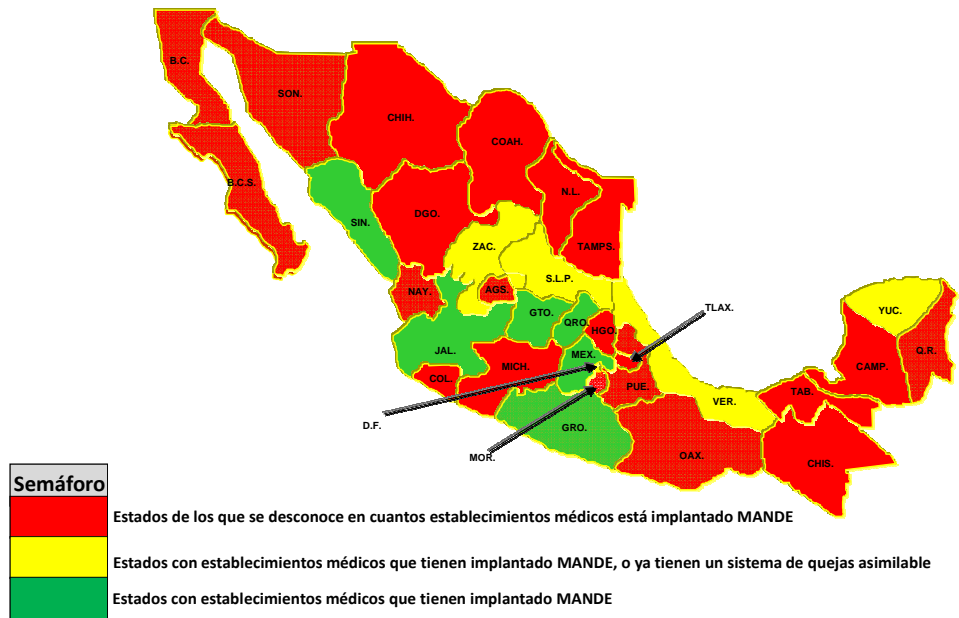 B.C.
SON.
CHIH.
COAH.
B.C.S.
N.L.
SIN.
DGO.
TAMPS.
ZAC.
S.L.P.
NAY.
AGS.
TLAX.
YUC.
GTO.
QRO.
HGO.
JAL.
MEX.
Q.R.
MICH.
CAMP.
COL.
PUE.
TAB.
VER.
D.F.
GRO.
MOR.
OAX.
CHIS.
Semáforo
Estados de los que se desconoce en cuantos establecimientos médicos está implantado MANDE
Estados con establecimientos médicos que tienen implantado MANDE, o ya tienen un sistema de quejas asimilable
Estados con establecimientos médicos que tienen implantado MANDE